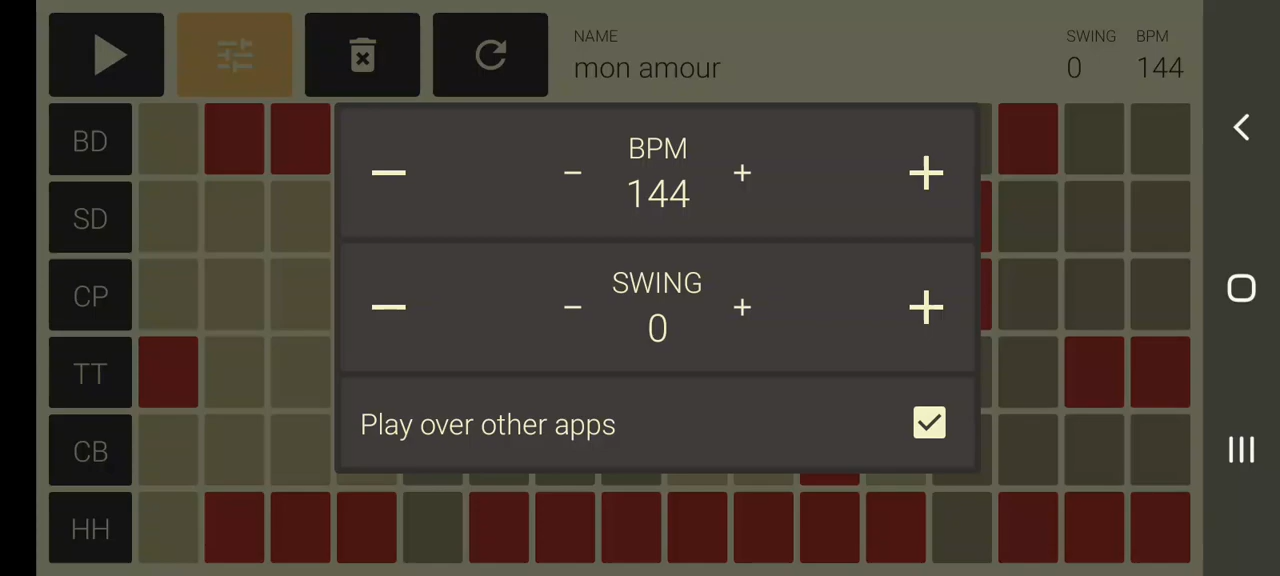 NAME
mon amour
SWING
0
BPM
144
BD
SD
CP
TT
CB
HH
BPM
− - 144 + +
SWING
− - 0 + +
Play over other apps